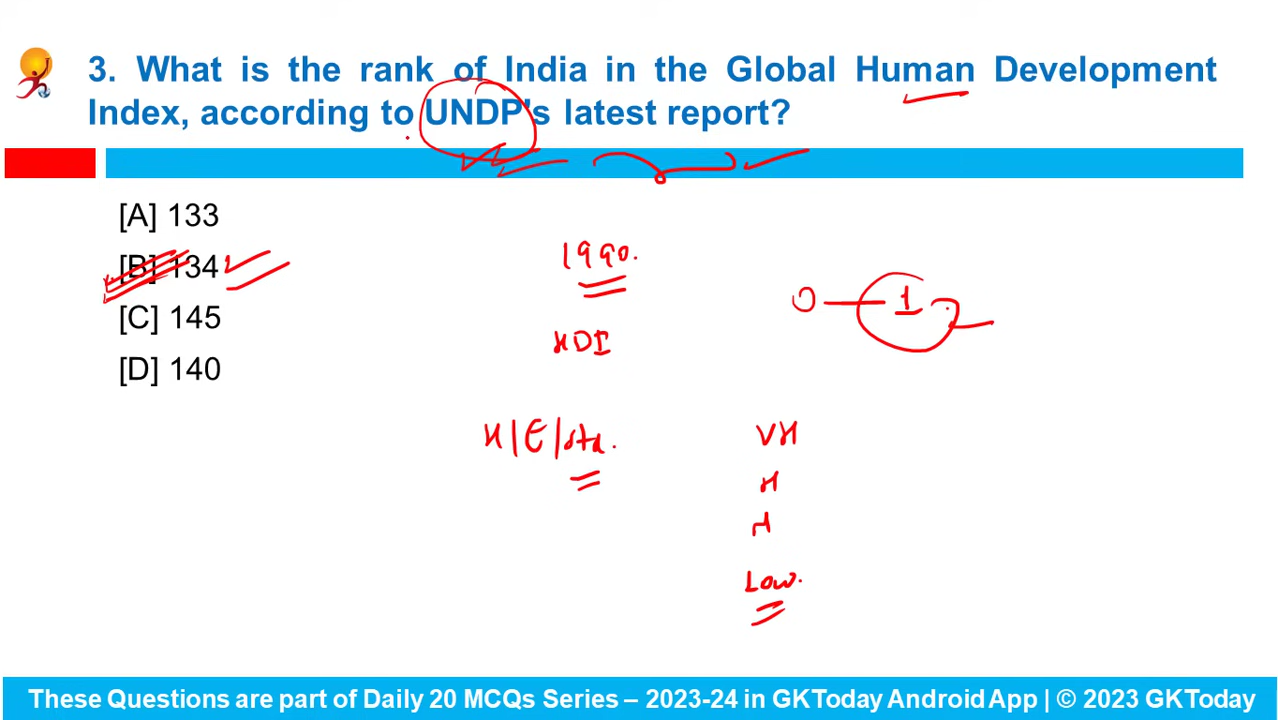 3. What is the rank of India in the Global Human Development
Index, according to UNDP's latest report?
[A] 133
[B] 134
[C] 145
[D] 140
1990.
0 1
HDI
H/E/std.
VH
H
M
Low.
These Questions are part of Daily 20 MCQs Series – 2023-24 in GKToday Android App | © 2023 GKToday